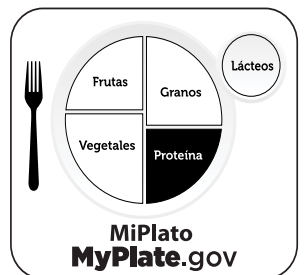 Lácteos
Frutas
Granos
Vegetales
Proteína
MiPlato
MyPlate.gov